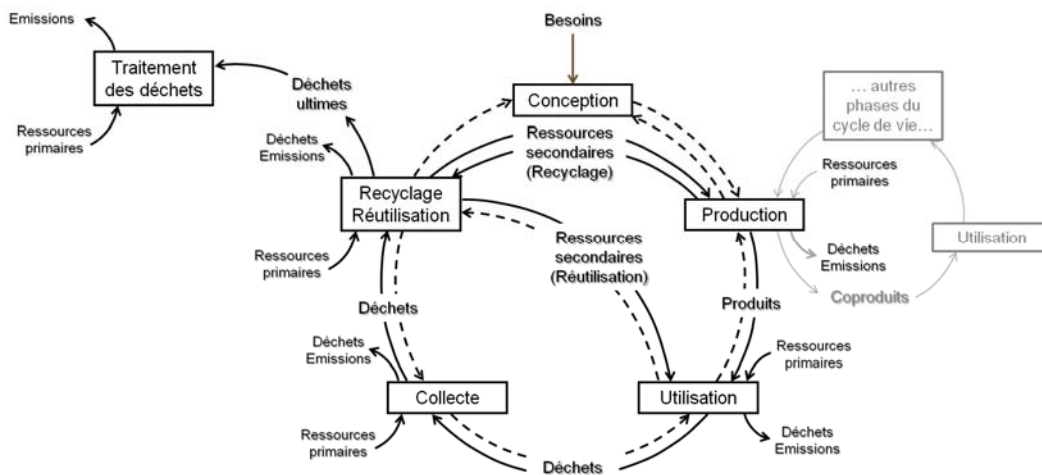 Emissions
Besoins
Traitement
des déchets
Déchets
ultimes
Conception
... autres
phases du
cycle de vie...
Ressources
primaires
Déchets
Emissions
Ressources
secondaires
(Recyclage)
Ressources
primaires
Recyclage
Réutilisation
Production
Utilisation
Ressources
primaires
Ressources
secondaires
(Réutilisation)
Déchets
Emissions
Coproduits
Déchets
Produits
Déchets
Emissions
Ressources
primaires
Collecte
Utilisation
Ressources
primaires
Déchets
Emissions
Déchets